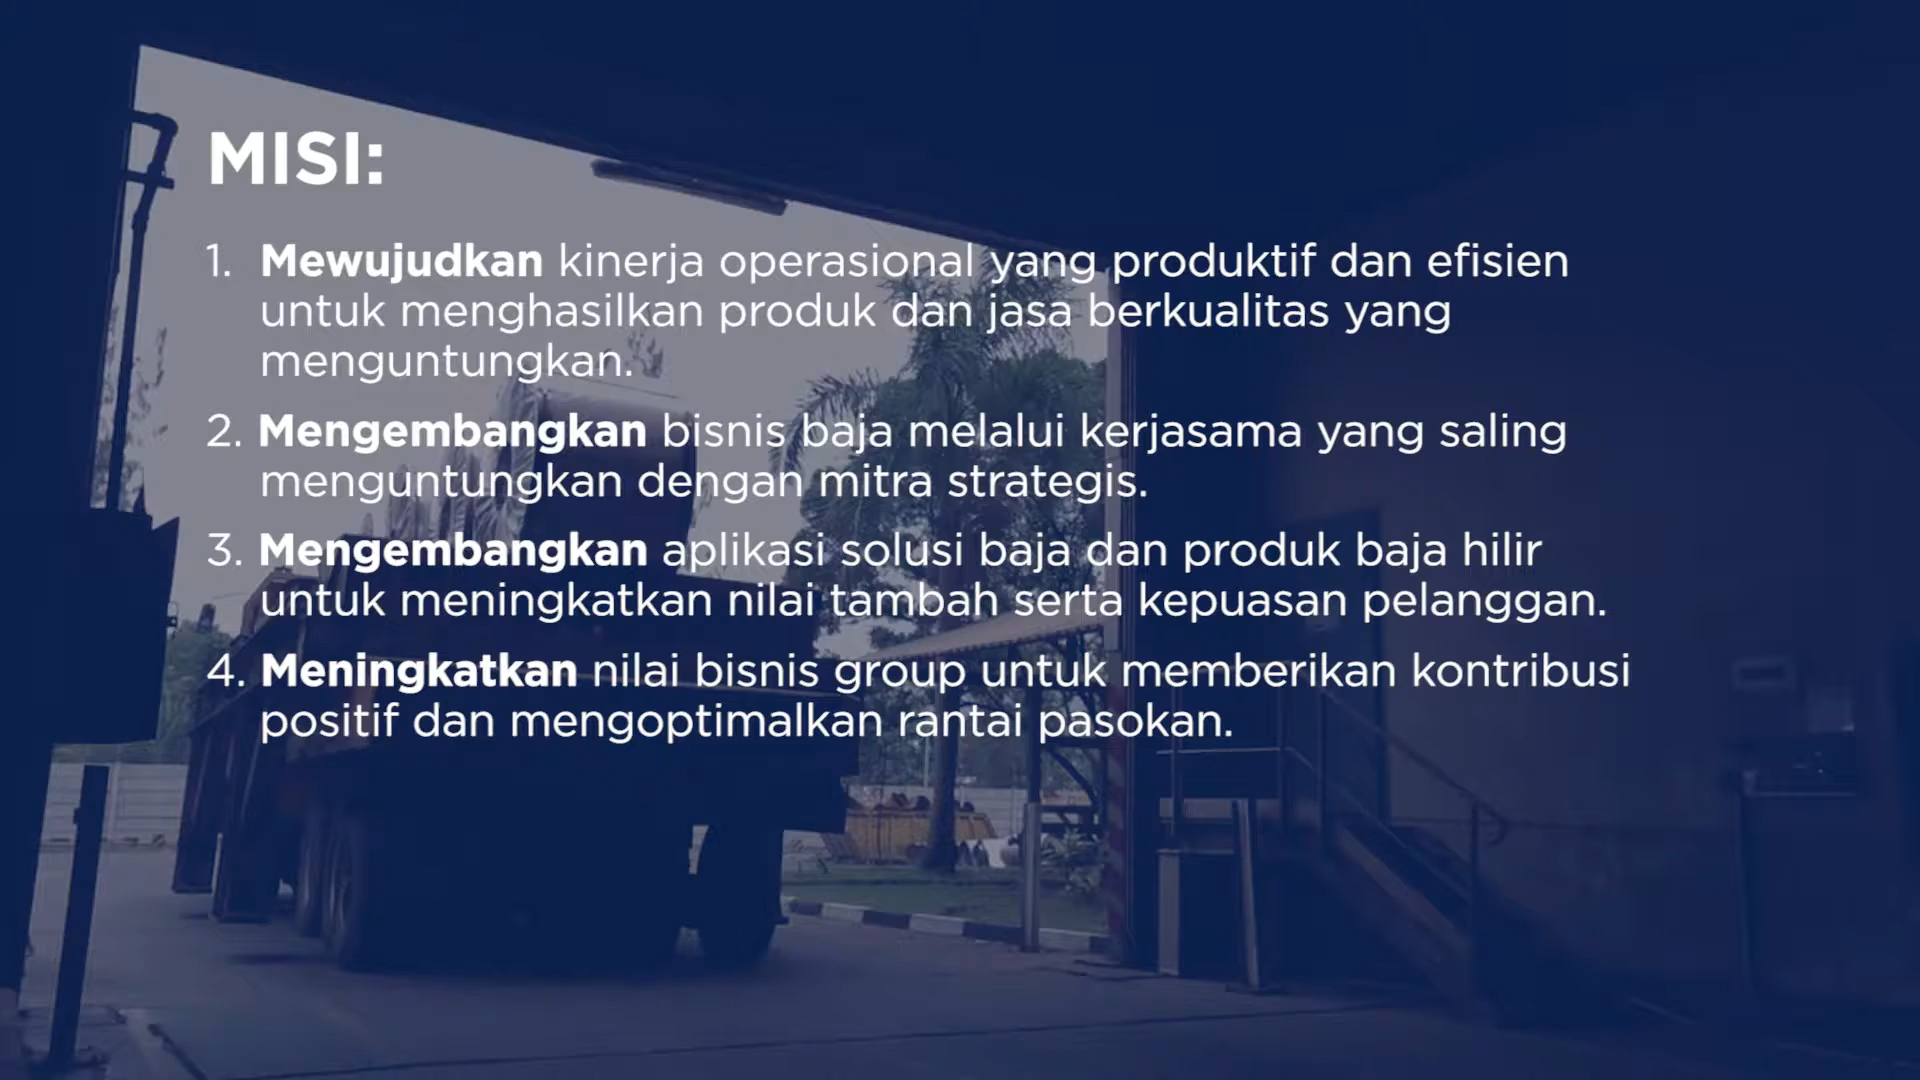 MISI:
1. Mewujudkan kinerja operasional yang produktif dan efisien
untuk menghasilkan produk dan jasa berkualitas yang
menguntungkan.
2. Mengembangkan bisnis baja melalui kerjasama yang saling
menguntungkan dengan mitra strategis.
3. Mengembangkan aplikasi solusi baja dan produk baja hilir
untuk meningkatkan nilai tambah serta kepuasan pelanggan.
4. Meningkatkan nilai bisnis group untuk memberikan kontribusi
positif dan mengoptimalkan rantai pasokan.